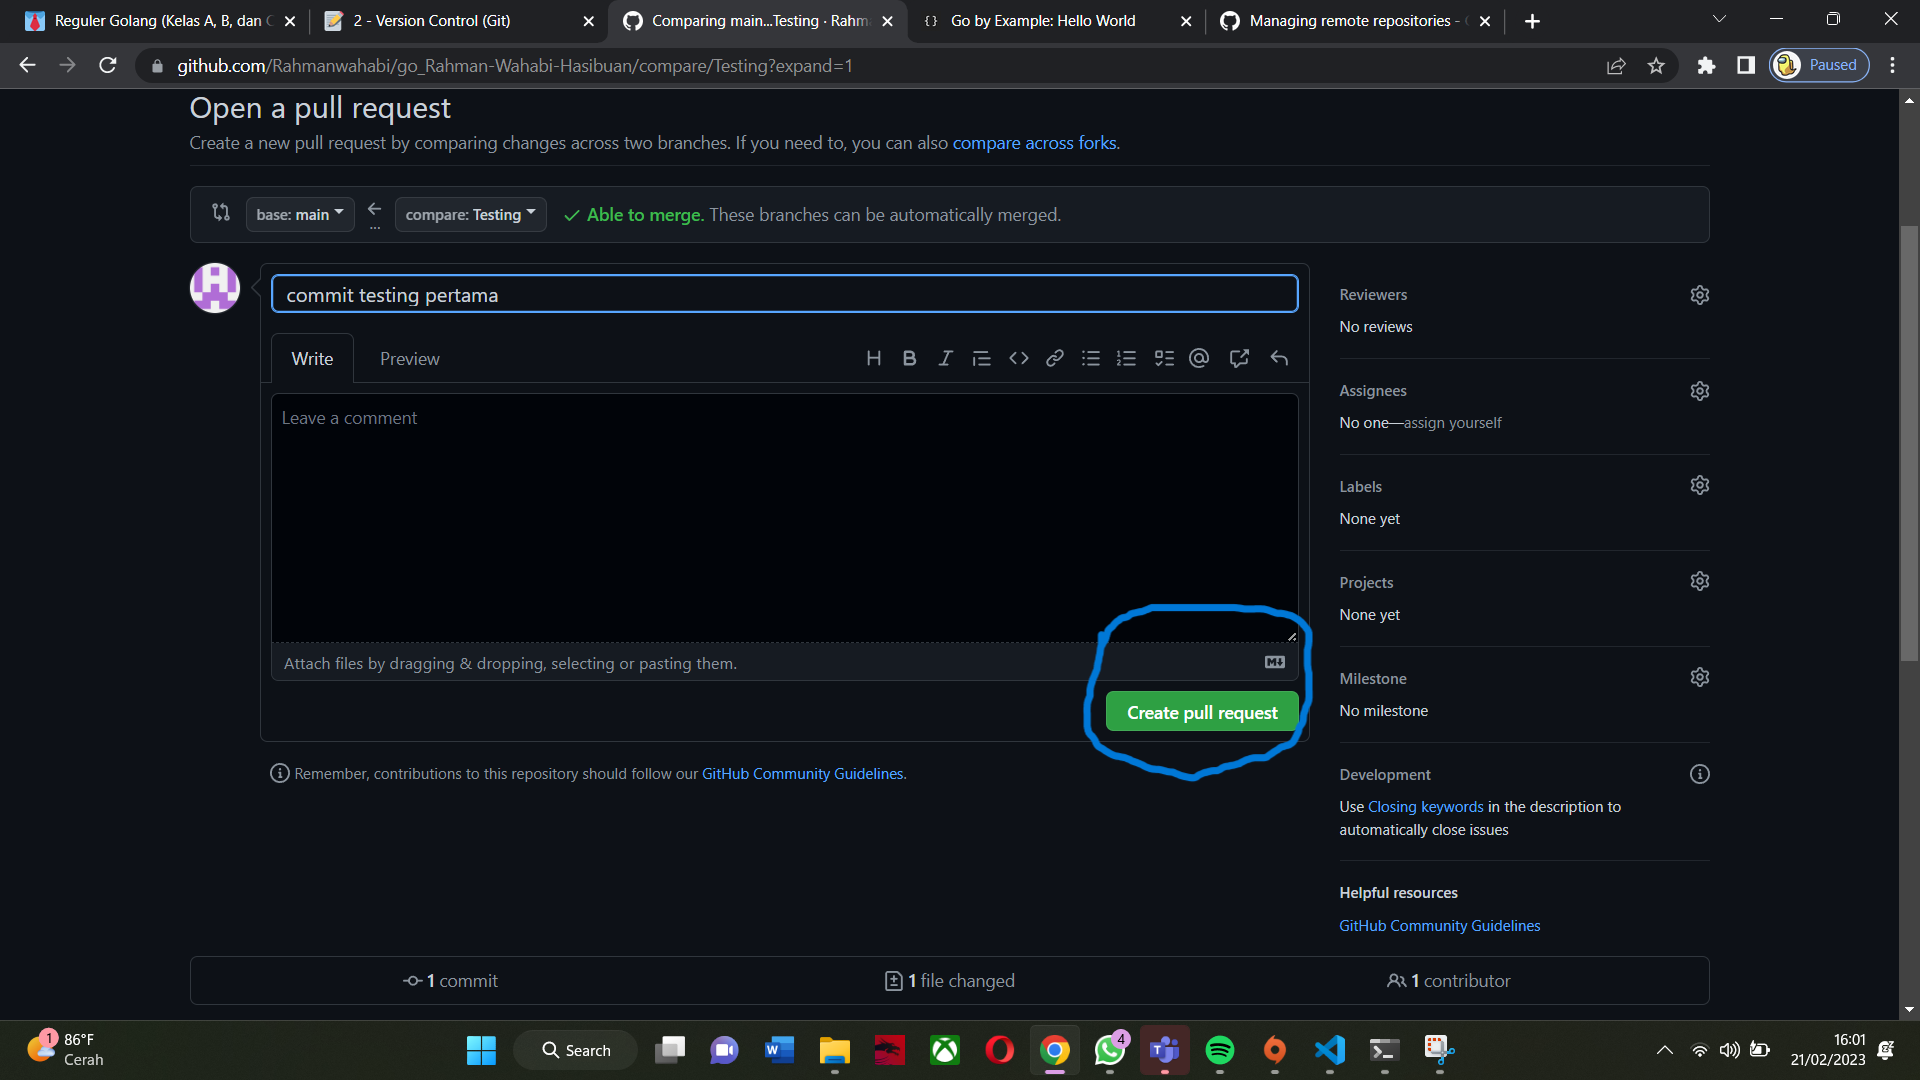 Reguler Golang (Kelas A, B, dan
2 - Version Control (Git)
Comparing main...Testing · Rahm
Go by Example: Hello World
Managing remote repositories -
github.com/Rahmanwahabi/go_Rahman-Wahabi-Hasibuan/compare/Testing?expand=1
Paused
Open a pull request
Create a new pull request by comparing changes across two branches. If you need to, you can also compare across forks.
base: main
...
compare: Testing
Able to merge. These branches can be automatically merged.
commit testing pertama
Write
Preview
Leave a comment
Attach files by dragging & dropping, selecting or pasting them.
Create pull request
Remember, contributions to this repository should follow our GitHub Community Guidelines.
Reviewers
No reviews
Assignees
No one—assign yourself
Labels
None yet
Projects
None yet
Milestone
No milestone
Development
Use Closing keywords in the description to
automatically close issues
Helpful resources
GitHub Community Guidelines
1 commit
1 file changed
1 contributor
1
86°F
Cerah
Search
4
16:01
21/02/2023